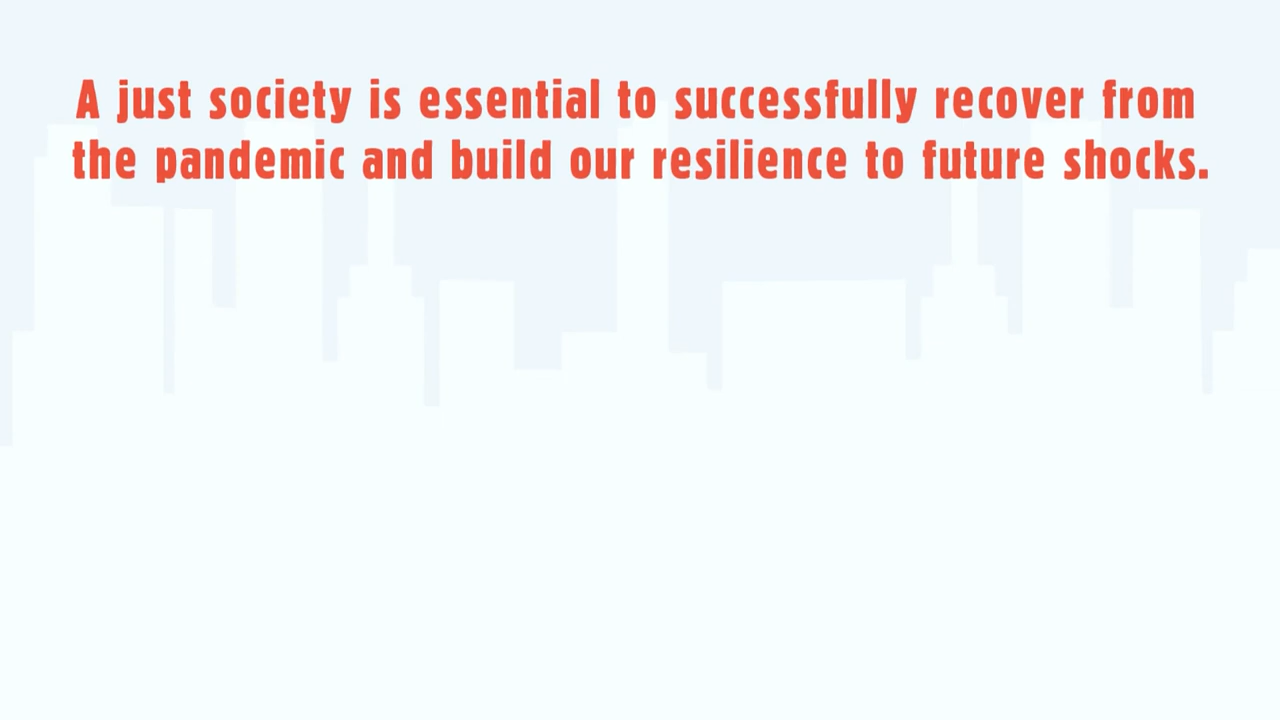 A just society is essential to successfully recover from
the pandemic and build our resilience to future shocks.